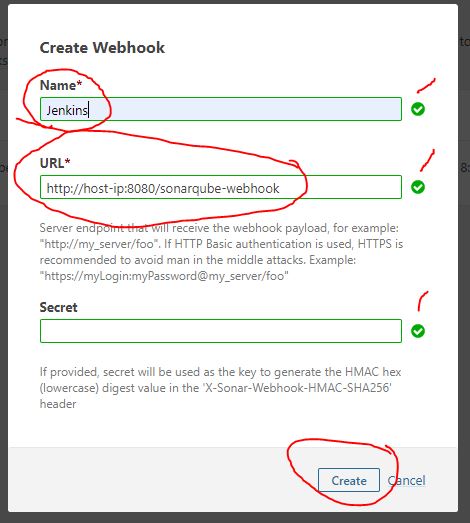 Create Webhook
Name*
Jenkins
URL*
http://host-ip:8080/sonarqube-webhook
Server endpoint that will receive the webhook payload, for example:
"http://my_server/foo". If HTTP Basic authentication is used, HTTPS is
recommended to avoid man in the middle attacks. Example:
"https://myLogin:myPassword@my_server/foo"
Secret
If provided, secret will be used as the key to generate the HMAC hex
(lowercase) digest value in the 'X-Sonar-Webhook-HMAC-SHA256'
header
Create Cancel